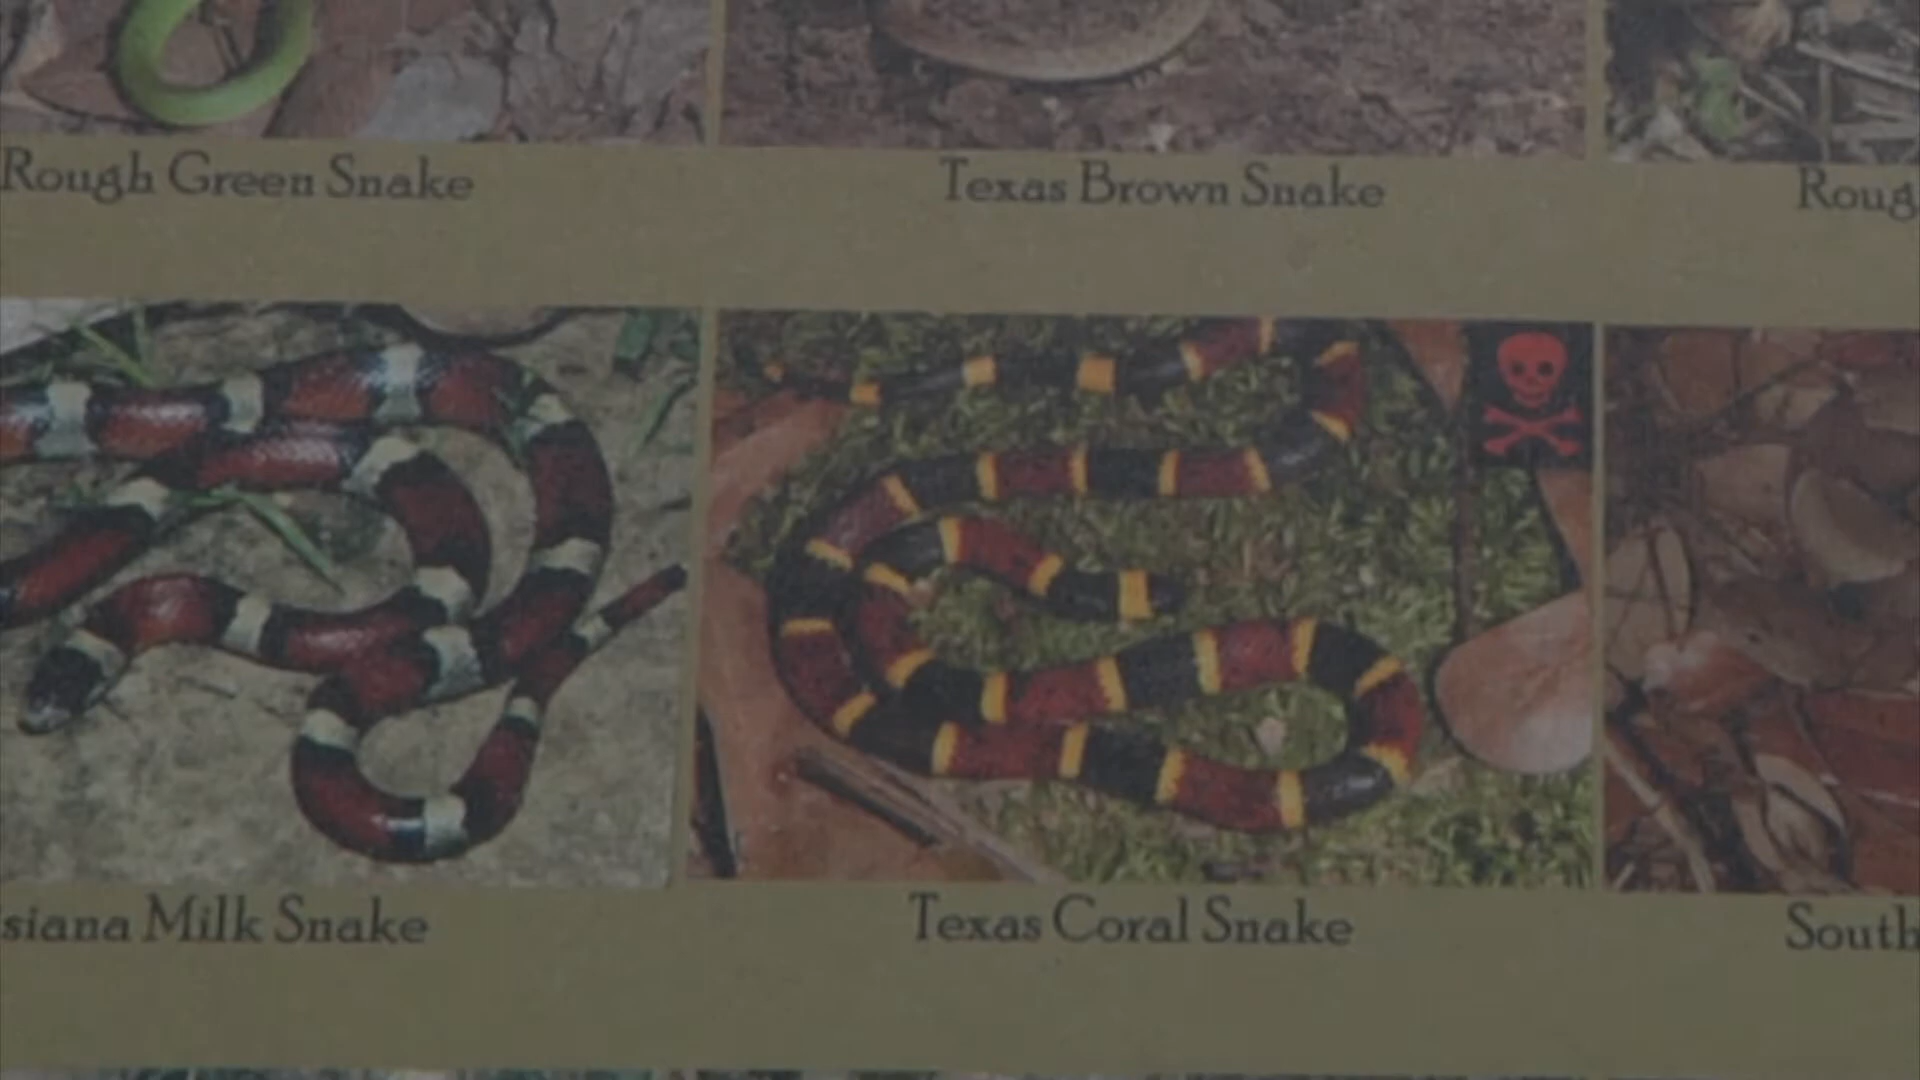 Rough Green Snake
Texas Brown Snake
Roug
siana Milk Snake
Texas Coral Snake
South